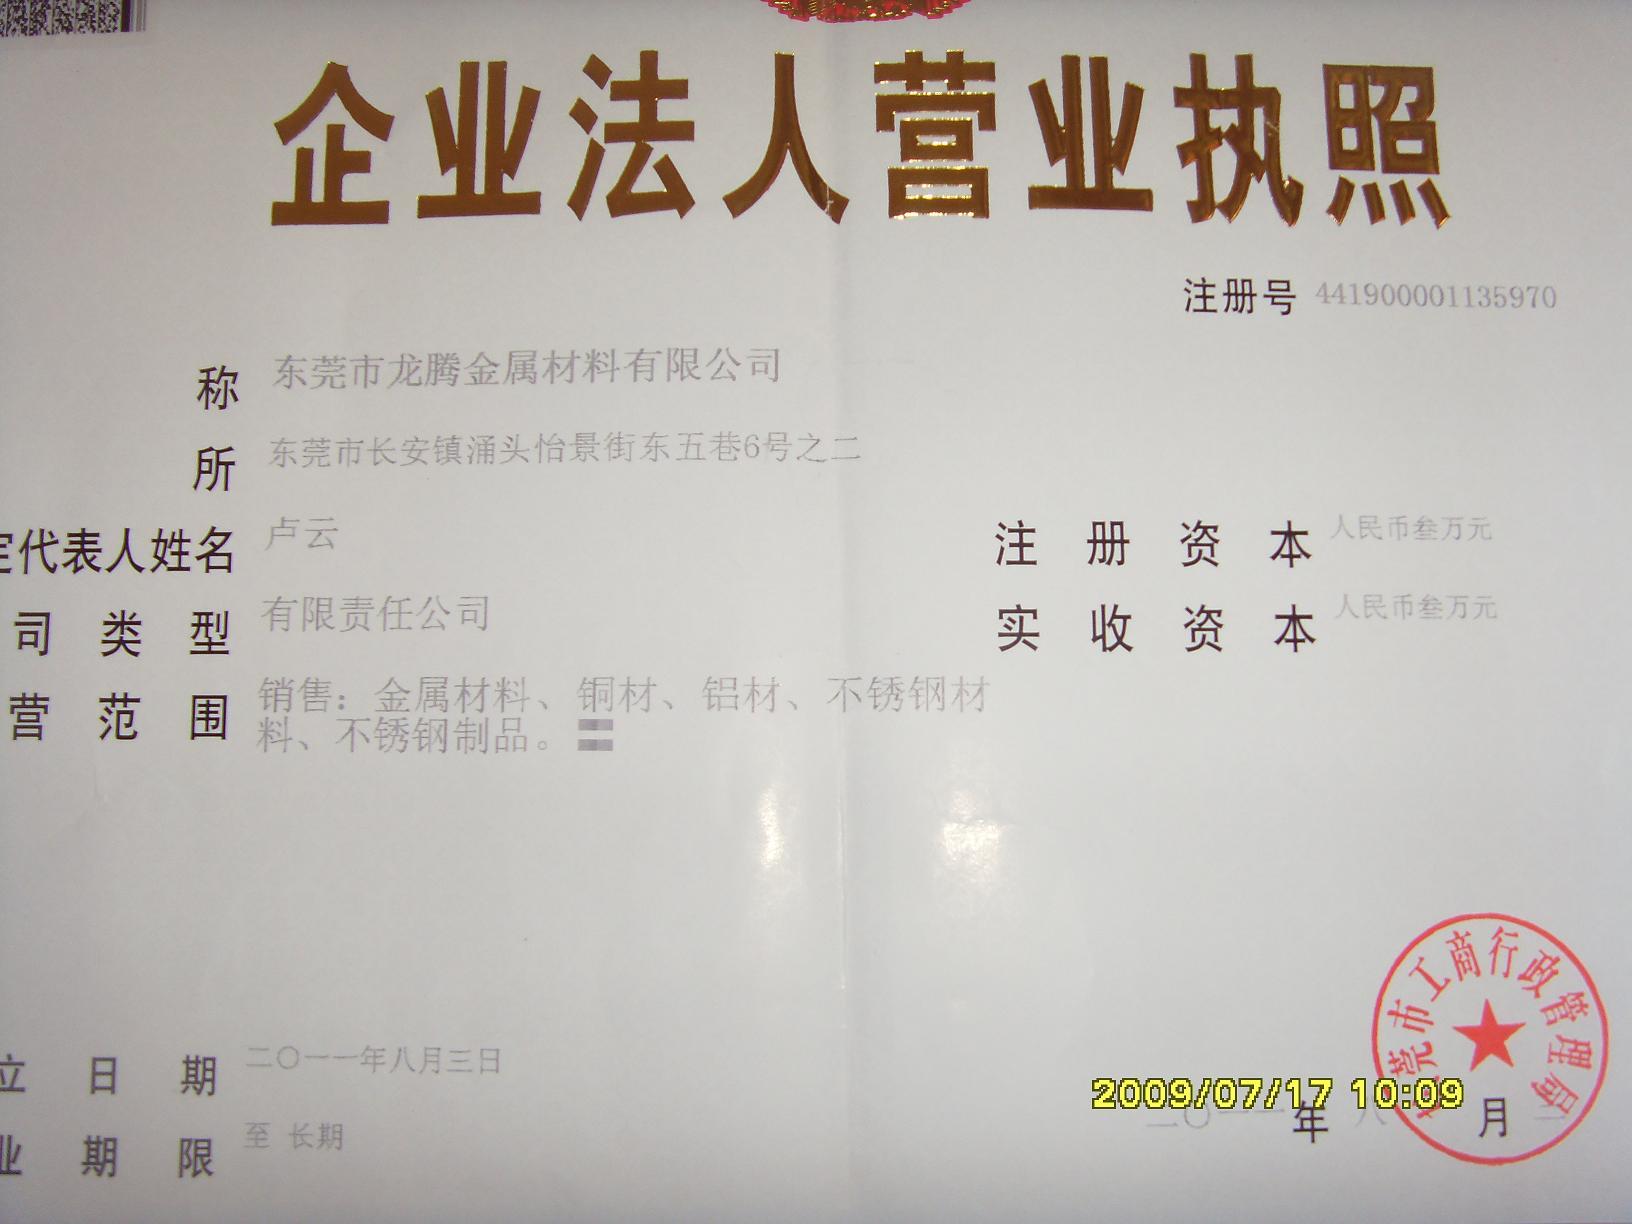 企业法人营业执照
注册号 441900001135970
称 东莞市龙腾金属材料有限公司
所 东莞市长安镇涌头怡景街东五巷6号之二
定代表人姓名 卢云
注册资本 人民币叁万元
司类型 有限责任公司
实收资本 人民币叁万元
营范围 销售：金属材料、铜材、铝材、不锈钢材
料、不锈钢制品。
东莞市工商行政管理局
立日期 二〇一一年八月三日
2009/07/17 10:09
二〇一一年八月三
业期限 至 长期